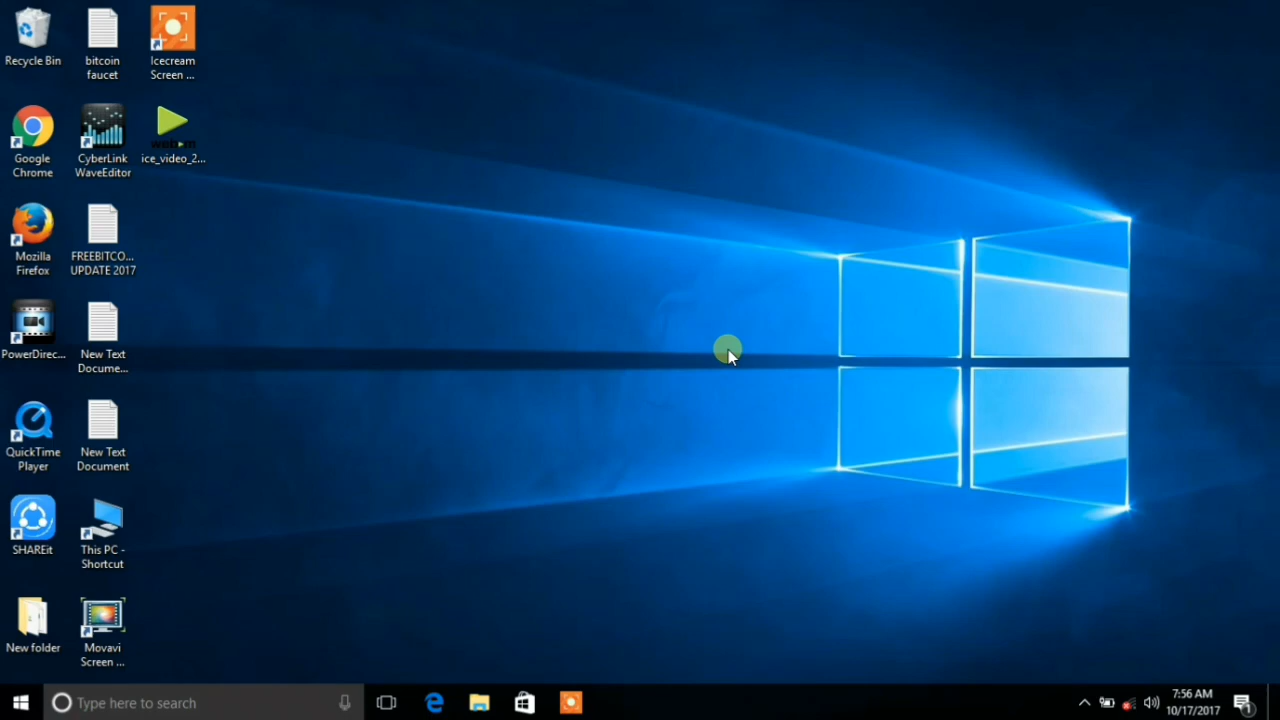 Recycle Bin
bitcoin
faucet
Icecream
Screen ...
Google
Chrome
CyberLink
WaveEditor
ice_video_2...
Mozilla
Firefox
FREEBITCO...
UPDATE 2017
PowerDirec...
New Text
Docume...
QuickTime
Player
New Text
Document
SHAREit
This PC -
Shortcut
New folder
Movavi
Screen ...
Type here to search
7:56 AM
10/17/2017
1